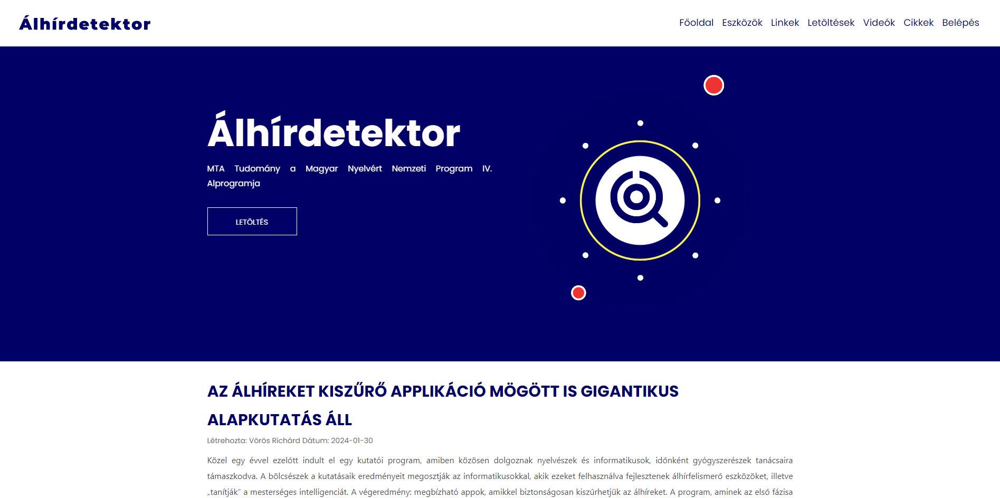 Álhírdetektor
Főoldal Eszközök Linkek Letöltések Videók Cikkek Belépés
Álhírdetektor
MTA Tudomány a Magyar Nyelvért Nemzeti Program IV.
Alprogramja
LETÖLTÉS
AZ ÁLHÍREKET KISZŰRŐ APPLIKÁCIÓ MÖGÖTT IS GIGANTIKUS
ALAPKUTATÁS ÁLL
Létrehozta: Vörös Richárd Dátum: 2024-01-30
Közel egy évvel ezelőtt indult el egy kutatói program, amiben közösen dolgoznak nyelvészek és informatikusok, időnként gyógyszerészek tanácsaira
támaszkodva. A bölcsészek a kutatásaik eredményeit megosztják az informatikusokkal, akik ezeket felhasználva fejlesztenek álhírfelismerő eszközöket, illetve
„tanítják” a mesterséges intelligenciát. A végeredmény: megbízható appok, amikkel biztonságosan kiszűrhetjük az álhíreket. A program, aminek az első fázisa